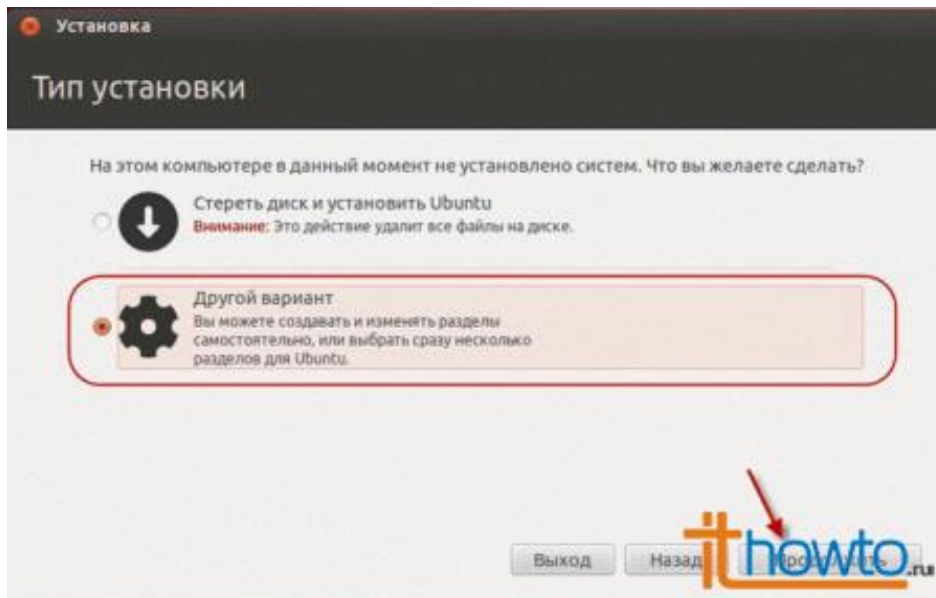 Установка
Тип установки
На этом компьютере в данный момент не установлено систем. Что вы желаете сделать?
Стереть диск и установить Ubuntu
Внимание: Это действие удалит все файлы на диске.
Другой вариант
Вы можете создавать и изменять разделы
самостоятельно, или выбрать сразу несколько
разделов для Ubuntu.
Выход
Назад
ithowto.ru